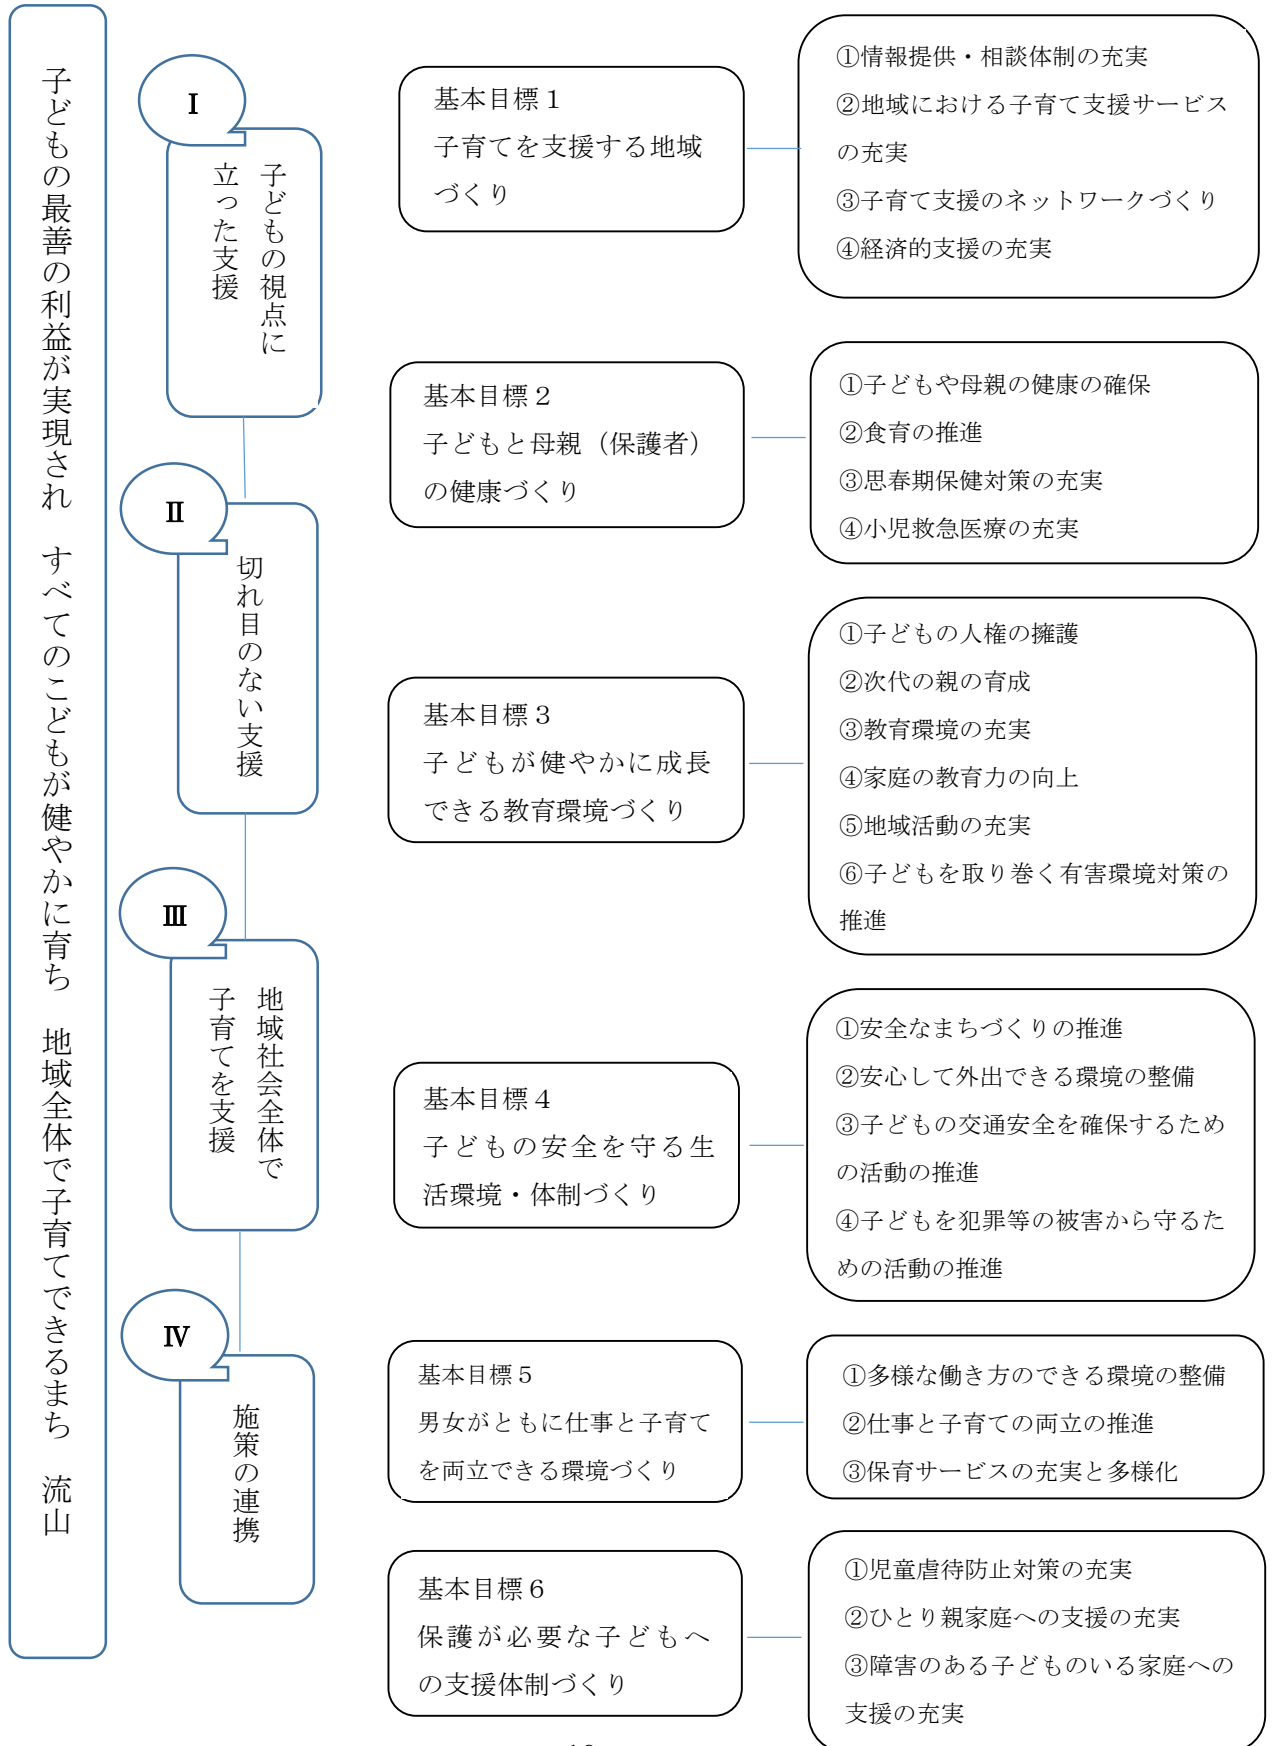 子どもの最善の利益が実現され　すべてのこどもが健やかに育ち　地域全体で子育てできるまち　流山
Ⅰ
子どもの視点に
立った支援
Ⅱ
切れ目のない支援
Ⅲ
地域社会全体で
子育てを支援
Ⅳ
施策の連携
基本目標１
子育てを支援する地域
づくり
①情報提供・相談体制の充実
②地域における子育て支援サービス
の充実
③子育て支援のネットワークづくり
④経済的支援の充実
基本目標２
子どもと母親（保護者）
の健康づくり
①子どもや母親の健康の確保
②食育の推進
③思春期保健対策の充実
④小児救急医療の充実
基本目標３
子どもが健やかに成長
できる教育環境づくり
①子どもの人権の擁護
②次代の親の育成
③教育環境の充実
④家庭の教育力の向上
⑤地域活動の充実
⑥子どもを取り巻く有害環境対策の
推進
基本目標４
子どもの安全を守る生
活環境・体制づくり
①安全なまちづくりの推進
②安心して外出できる環境の整備
③子どもの交通安全を確保するため
の活動の推進
④子どもを犯罪等の被害から守るた
めの活動の推進
基本目標５
男女がともに仕事と子育て
を両立できる環境づくり
①多様な働き方のできる環境の整備
②仕事と子育ての両立の推進
③保育サービスの充実と多様化
基本目標６
保護が必要な子どもへ
の支援体制づくり
①児童虐待防止対策の充実
②ひとり親家庭への支援の充実
③障害のある子どものいる家庭への
支援の充実